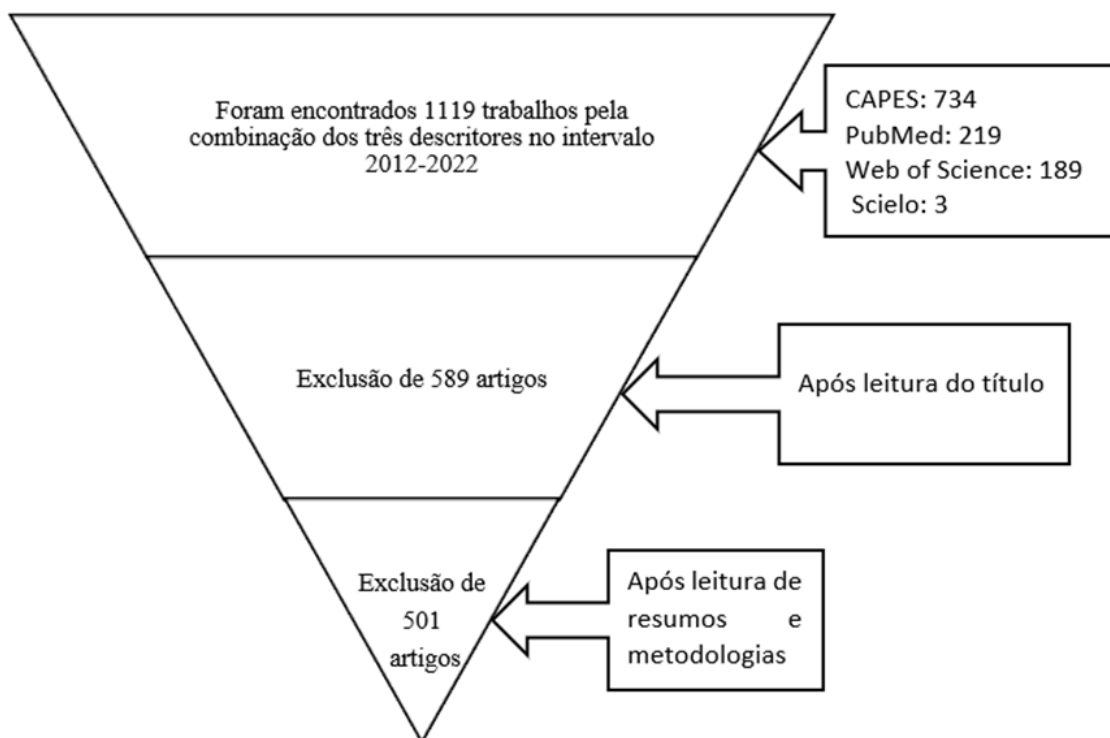 Foram encontrados 1119 trabalhos pela
combinação dos três descritores no intervalo
2012-2022
CAPES: 734
PubMed: 219
Web of Science: 189
Scielo: 3
Exclusão de 589 artigos
Após leitura do título
Exclusão de
501
artigos
Após leitura de
resumos e
metodologias